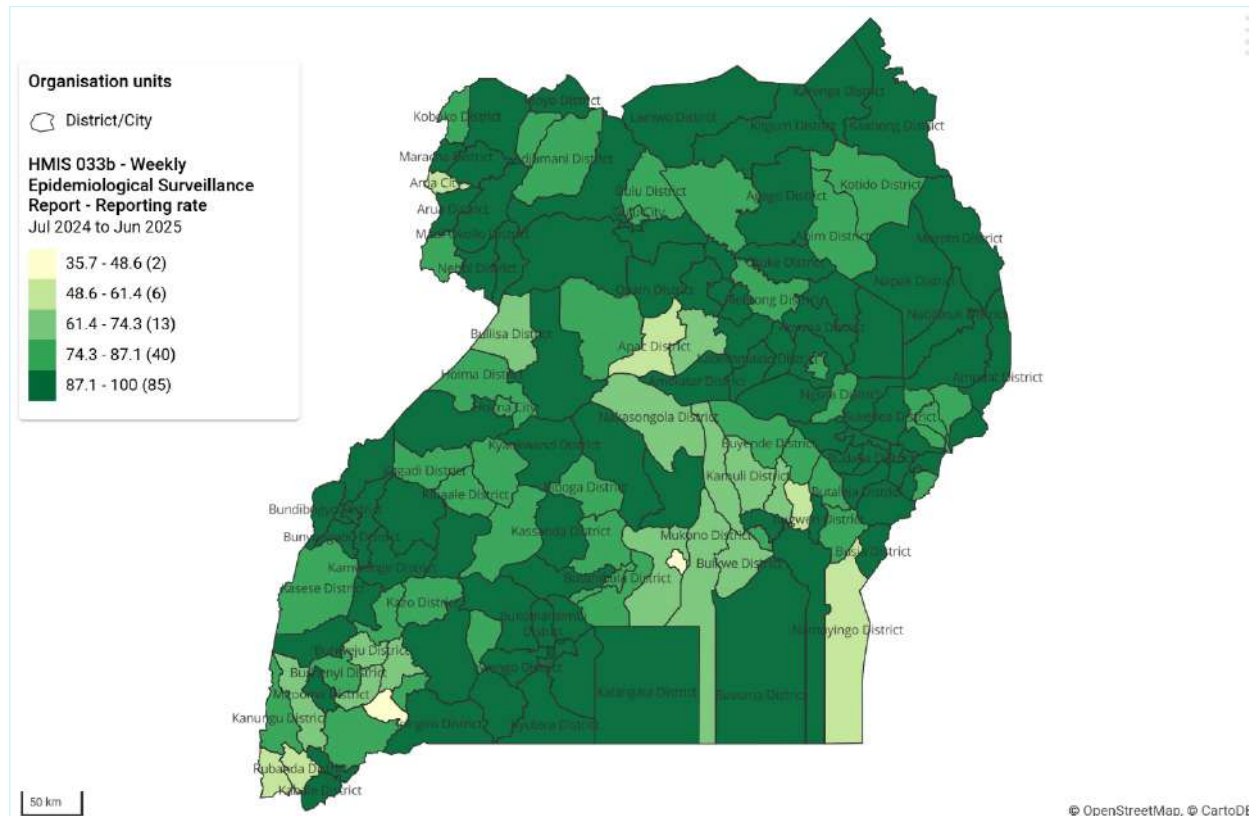 Organisation units
District/City
HMIS 033b - Weekly
Epidemiological Surveillance
Report - Reporting rate
Jul 2024 to Jun 2025
35.7 - 48.6 (2)
48.6 - 61.4 (6)
61.4 - 74.3 (13)
74.3 - 87.1 (40)
87.1 - 100 (85)
Koboko District
Lamwo District
Kitgum District
Kaabong District
Maracha District
Arua City
Arua District
Kotido District
Gulu District
Gulu City
Agago District
Abim District
Moroto District
Nebbi District
Napak District
Buliisa District
Apac District
Hoima District
Hoima City
Amolatar District
Amudat District
Ngora District
Nakasongola District
Kyankwanzi District
Buyende District
Kagadi District
Kamuli District
Kibaale District
Kiboga District
Butaleja District
Bundibugyo District
Kassanda District
Mukono District
Busia District
Kamwenge District
Buikwe District
Kasese District
Kazo District
Bukomansimbi
District
Namayingo District
Buhweju District
Bushenyi District
Mitooma District
Kalangala District
Buvuma District
Kanungu District
Rubanda District
Kabale District
50 km
© OpenStreetMap, © CartoDB